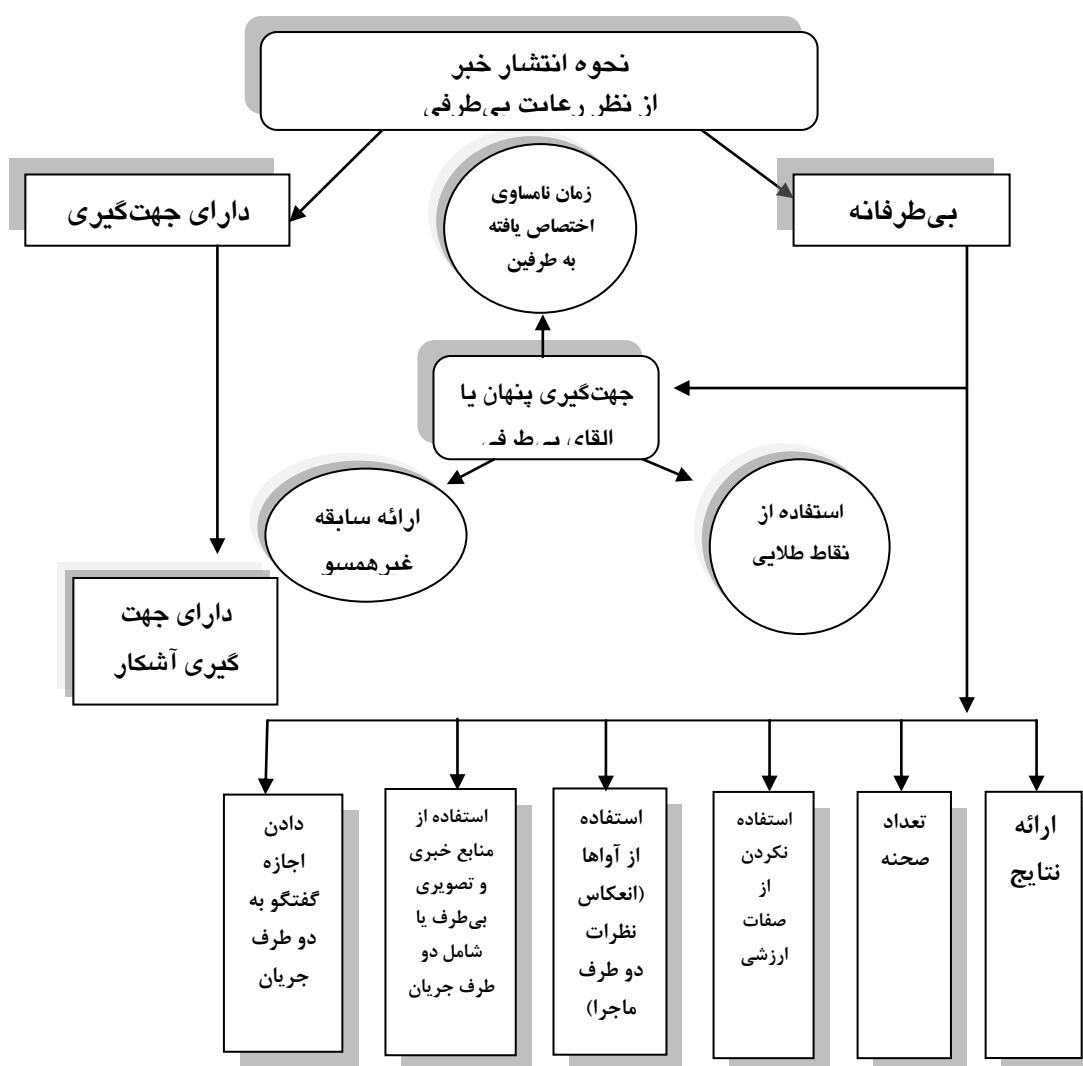 نحوه انتشار خبر
از نظر رعایت بی‌طرفی
زمان نامساوی
اختصاص یافته
به طرفین
بی‌طرفانه
دارای جهت‌گیری
جهت‌گیری پنهان یا
القای بی‌طرفی
استفاده از
نقاط طلایی
ارائه سابقه
غیرهمسو
دارای جهت
گیری آشکار
ارائه
نتایج
تعداد
صحنه
استفاده
نکردن
از
صفات
ارزشی
استفاده
از آواها
(انعکاس
نظرات
دو طرف
ماجرا)
استفاده از
منابع خبری
و تصویری
بی‌طرف یا
شامل دو
طرف جریان
دادن
اجازه
گفتگو به
دو طرف
جریان